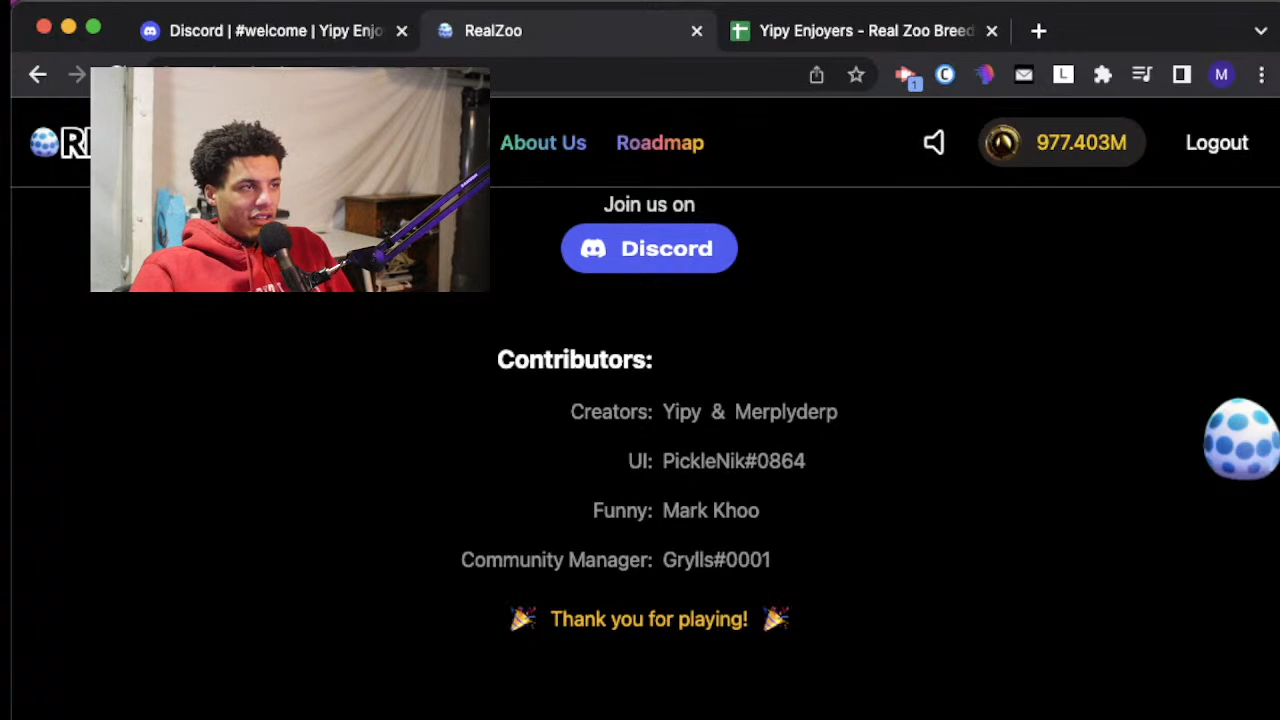 Discord | #welcome | Yipy Enjo
RealZoo
Yipy Enjoyers - Real Zoo Breed
1
L
M
About Us
Roadmap
977.403M
Logout
Join us on
Discord
Contributors:
Creators: Yipy & Merplyderp
UI: PickleNik#0864
Funny: Mark Khoo
Community Manager: Grylls#0001
🎉 Thank you for playing! 🎉